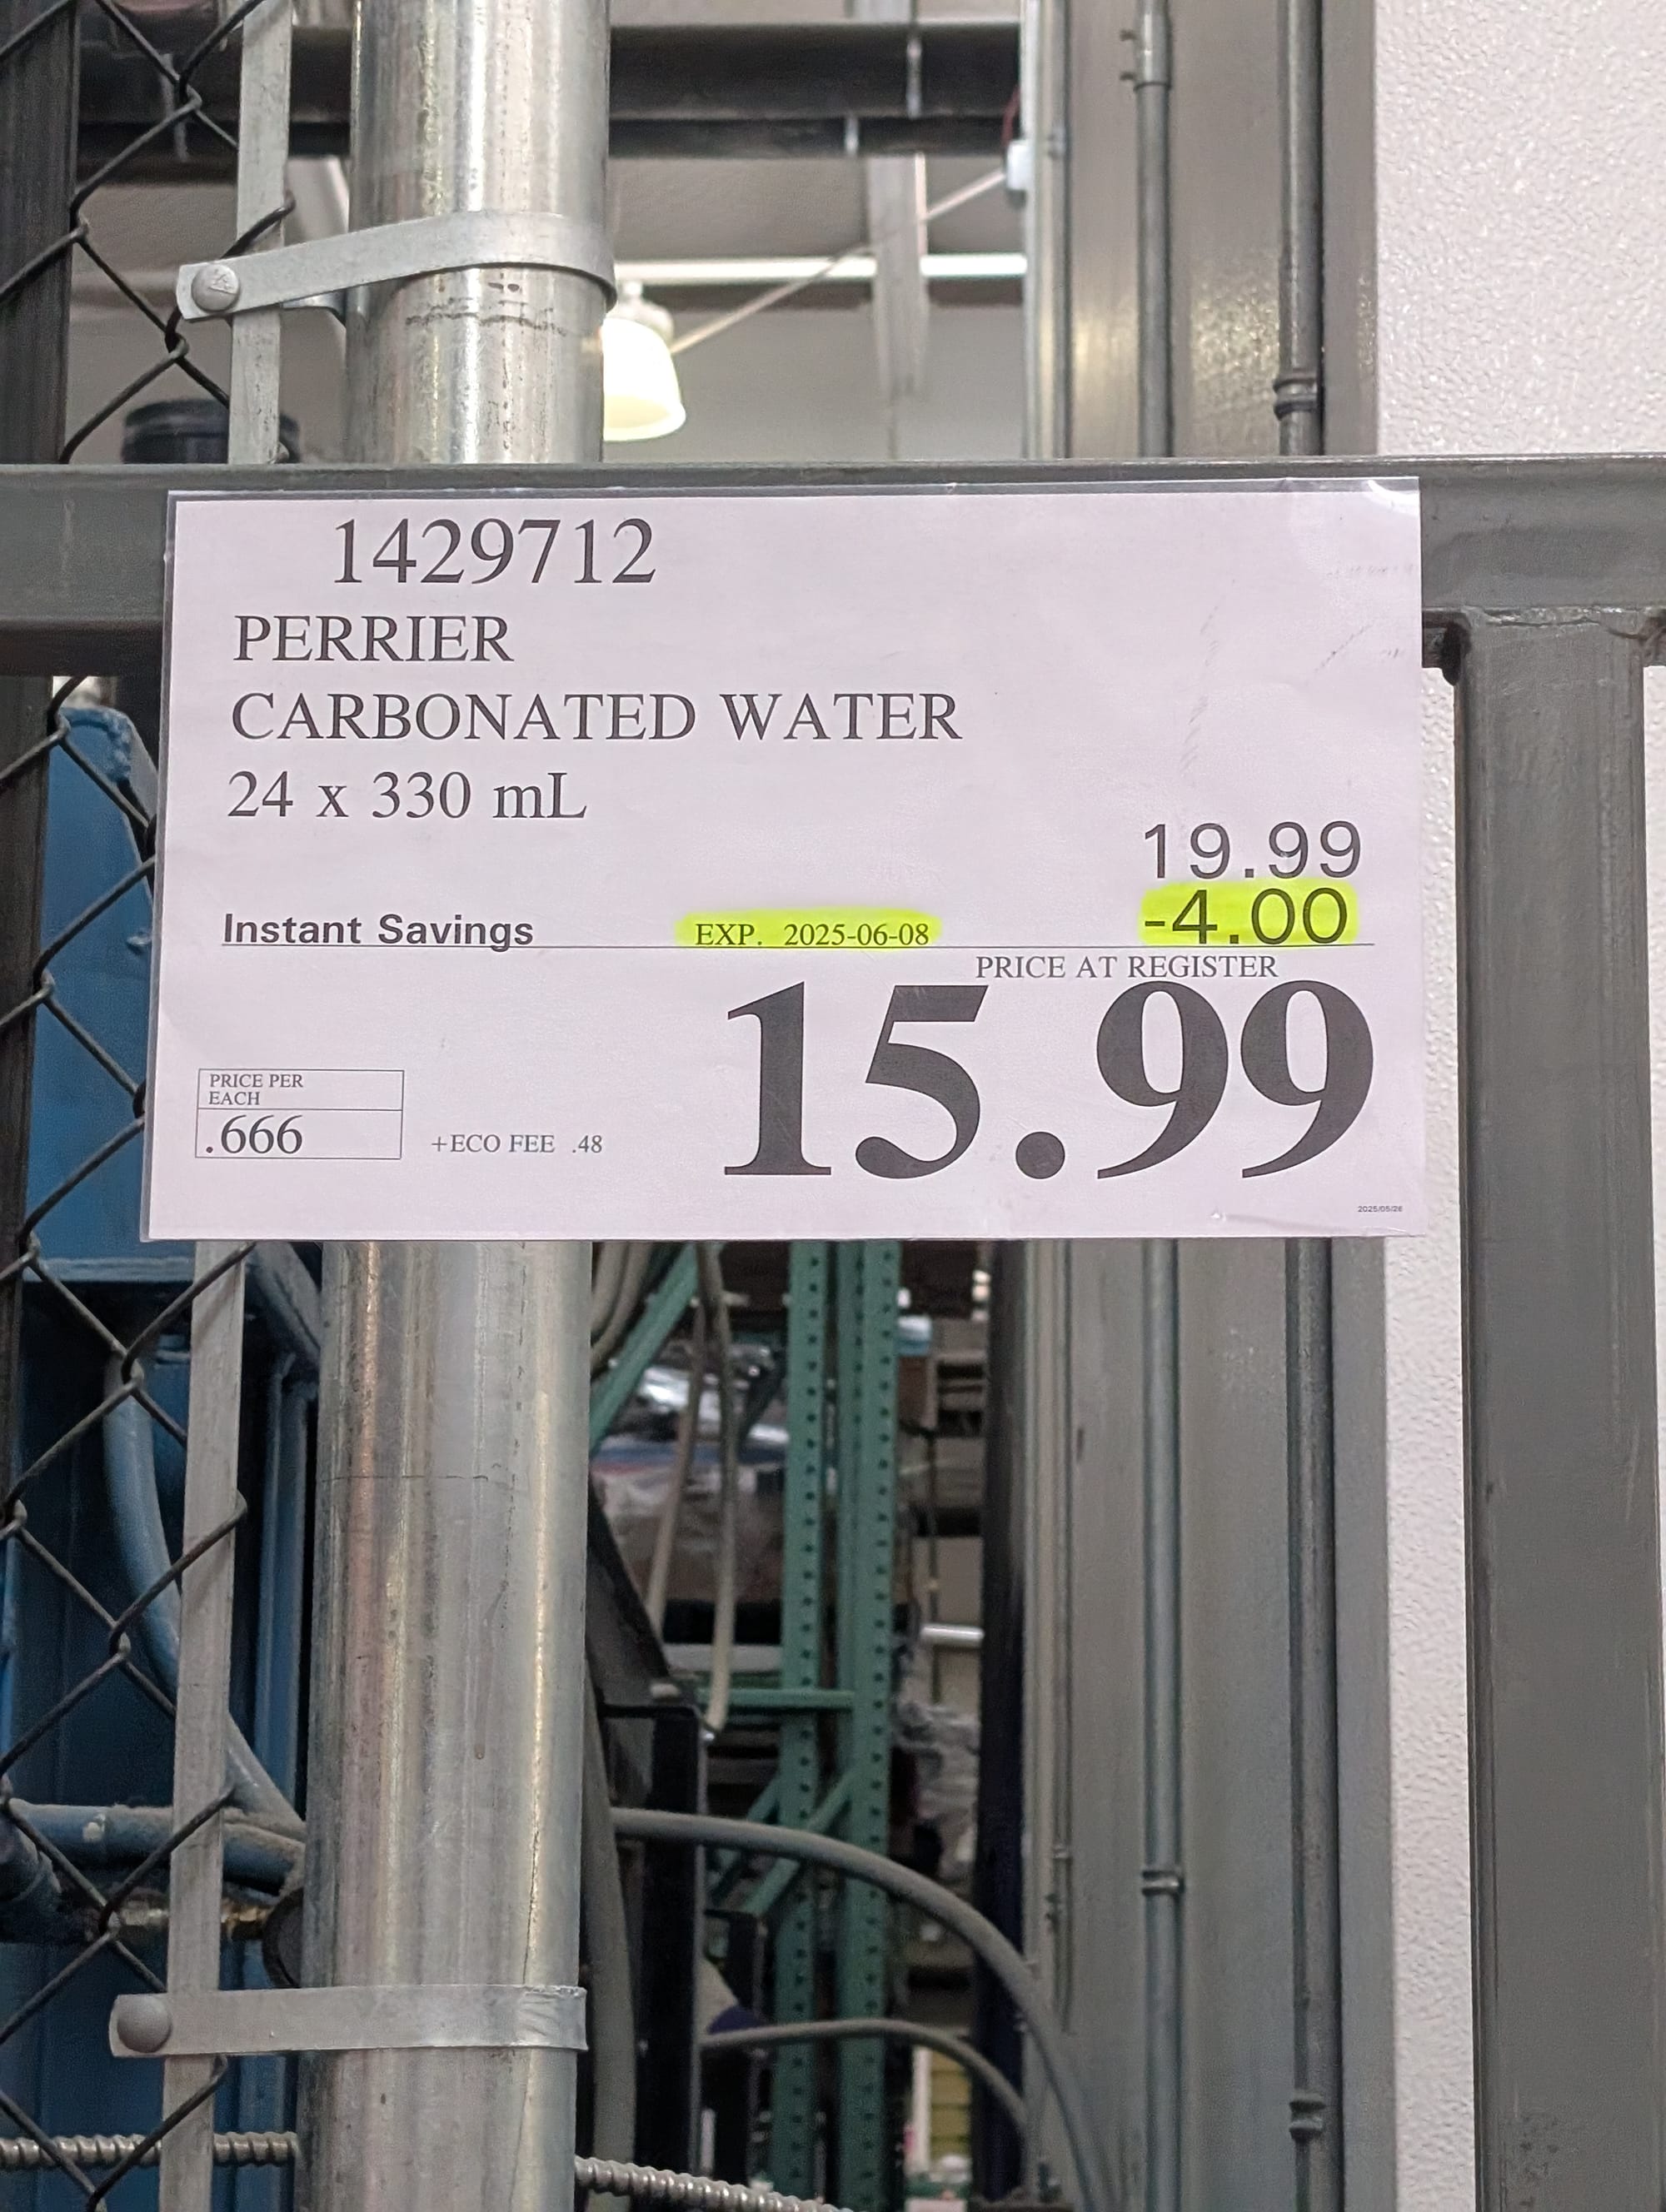 1429712
PERRIER
CARBONATED WATER
24 x 330 mL
19.99
Instant Savings EXP. 2025-06-08 -4.00
PRICE AT REGISTER
15.99
PRICE PER
EACH
.666
+ECO FEE .48
2025/05/26